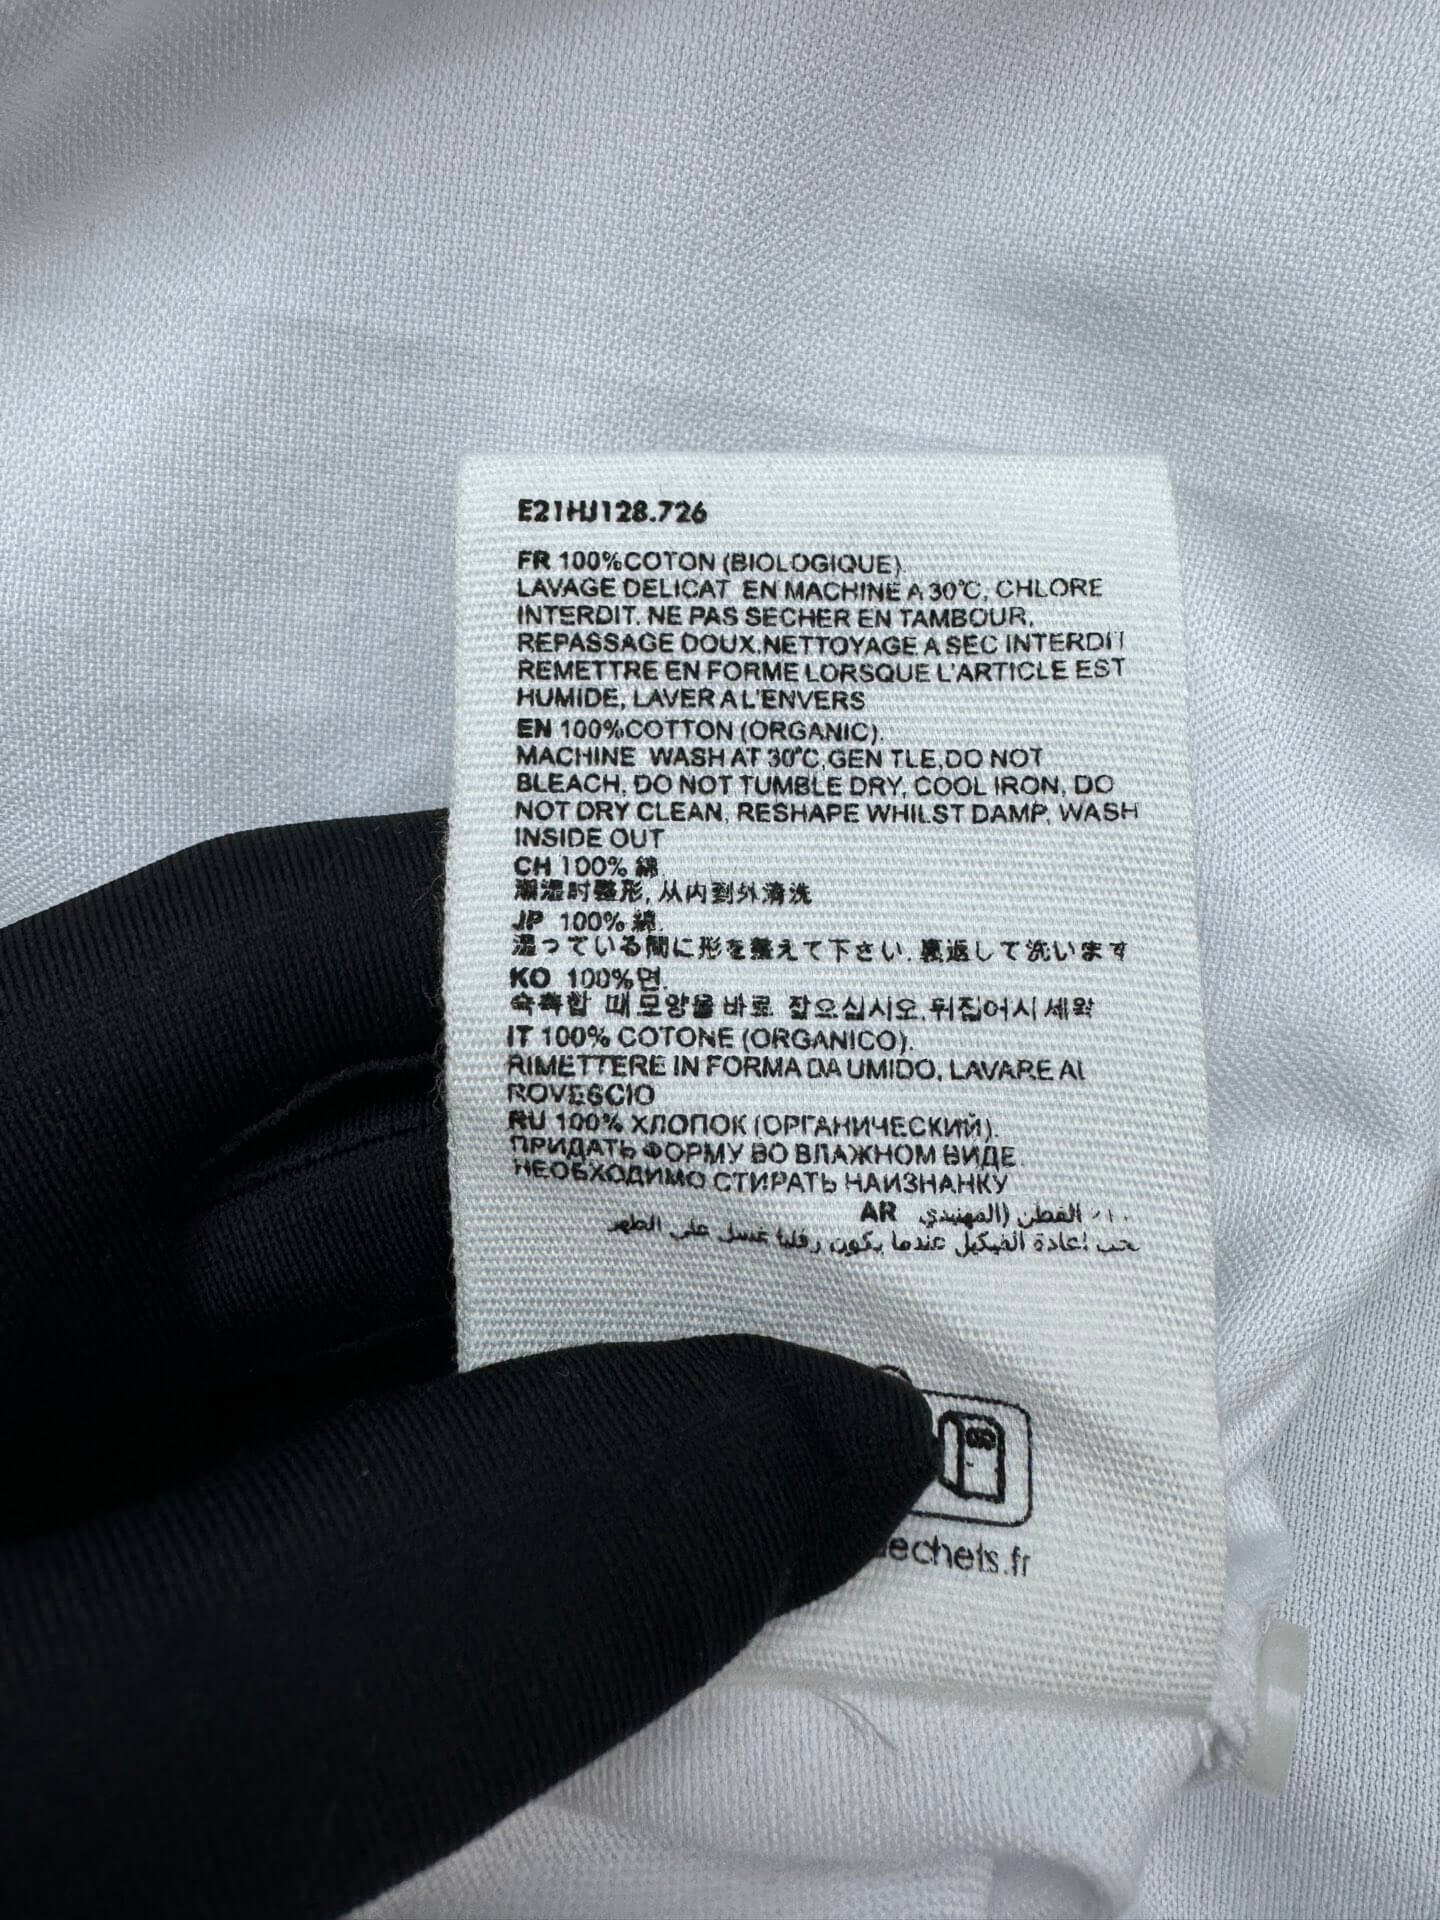 E21HJ128.726
FR 100%COTON (BIOLOGIQUE).
LAVAGE DELICAT EN MACHINE A 30℃, CHLORE
INTERDIT. NE PAS SECHER EN TAMBOUR,
REPASSAGE DOUX.NETTOYAGE A SEC INTERDIT
REMETTRE EN FORME LORSQUE L'ARTICLE EST
HUMIDE, LAVER A L'ENVERS
EN 100%COTTON (ORGANIC).
MACHINE WASH AT 30℃,GEN TLE,DO NOT
BLEACH, DO NOT TUMBLE DRY, COOL IRON, DO
NOT DRY CLEAN, RESHAPE WHILST DAMP, WASH
INSIDE OUT
CH 100% 綿
潮湿时整形, 从内到外清洗
JP 100% 綿.
湿っている間に形を整えて下さい. 裏返して洗います
KO 100%면.
축축할 때 모양을 바로 잡으십시오. 뒤집어서 세탁
IT 100% COTONE (ORGANICO).
RIMETTERE IN FORMA DA UMIDO, LAVARE AL
ROVESCIO
RU 100% ХЛОПОК (ОРГАНИЧЕСКИЙ).
ПРИДАТЬ ФОРМУ ВО ВЛАЖНОМ ВИДЕ.
НЕОБХОДИМО СТИРАТЬ НАИЗНАНКУ
AR القطن
إعادة عندما يكون غسل على الظهر
echets.fr